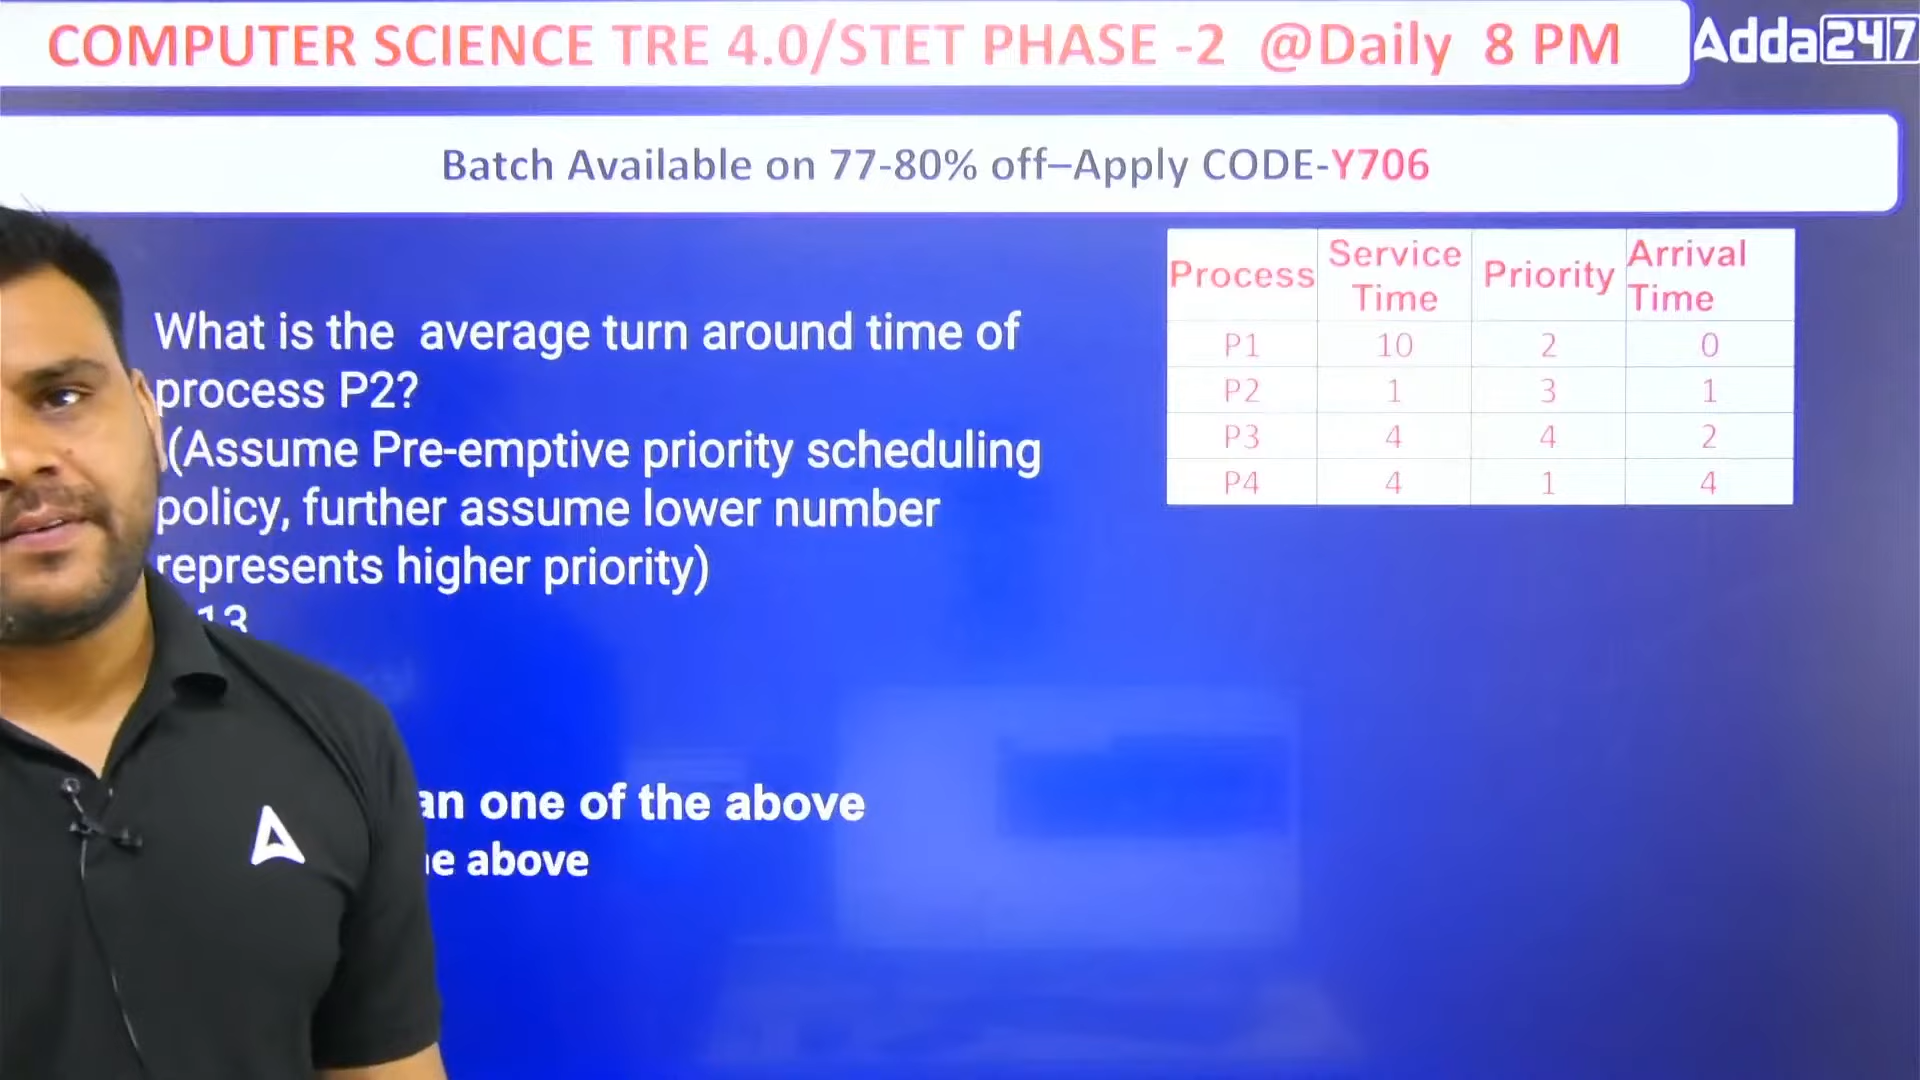 COMPUTER SCIENCE TRE 4.0/STET PHASE -2 @Daily 8 PM
Adda247
Batch Available on 77-80% off–Apply CODE-Y706
What is the average turn around time of
process P2?
(Assume Pre-emptive priority scheduling
policy, further assume lower number
represents higher priority)
13
an one of the above
e above
Process Service Time Priority Arrival Time
P1 10 2 0
P2 1 3 1
P3 4 4 2
P4 4 1 4